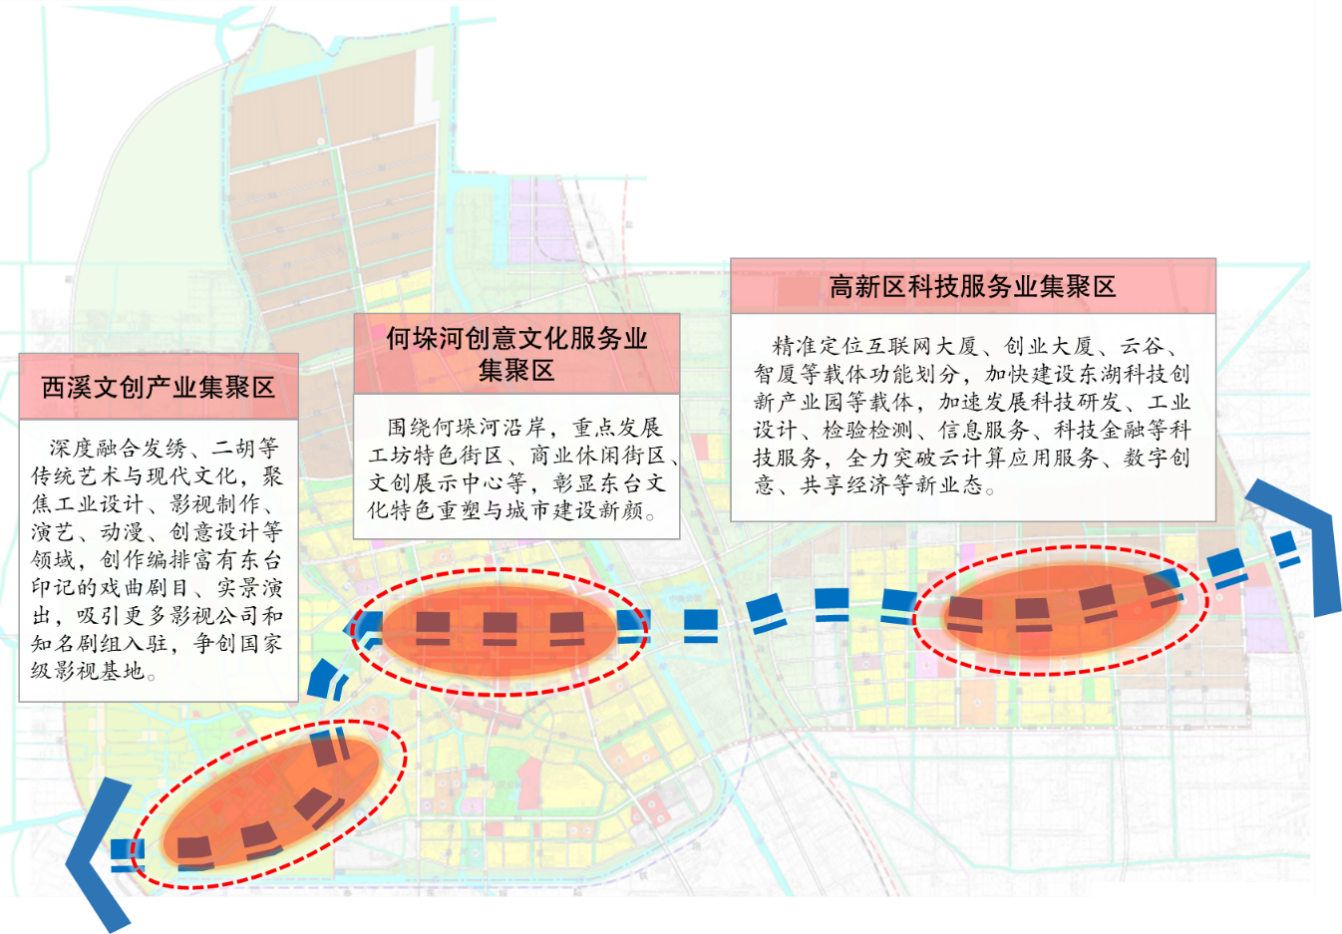 西溪文创产业集聚区
深度融合发绣、二胡等
传统艺术与现代文化，聚
焦工业设计、影视制作、
演艺、动漫、创意设计等
领域，创作编排富有东台
印记的戏曲剧目、实景演
出，吸引更多影视公司和
知名剧组入驻，争创国家
级影视基地。
何垛河创意文化服务业
集聚区
围绕何垛河沿岸，重点发展
工坊特色街区、商业休闲街区、
文创展示中心等，彰显东台文
化特色重塑与城市建设新颜。
高新区科技服务业集聚区
精准定位互联网大厦、创业大厦、云谷、
智厦等载体功能划分，加快建设东湖科技创
新产业园等载体，加速发展科技研发、工业
设计、检验检测、信息服务、科技金融等科
技服务，全力突破云计算应用服务、数字创
意、共享经济等新业态。